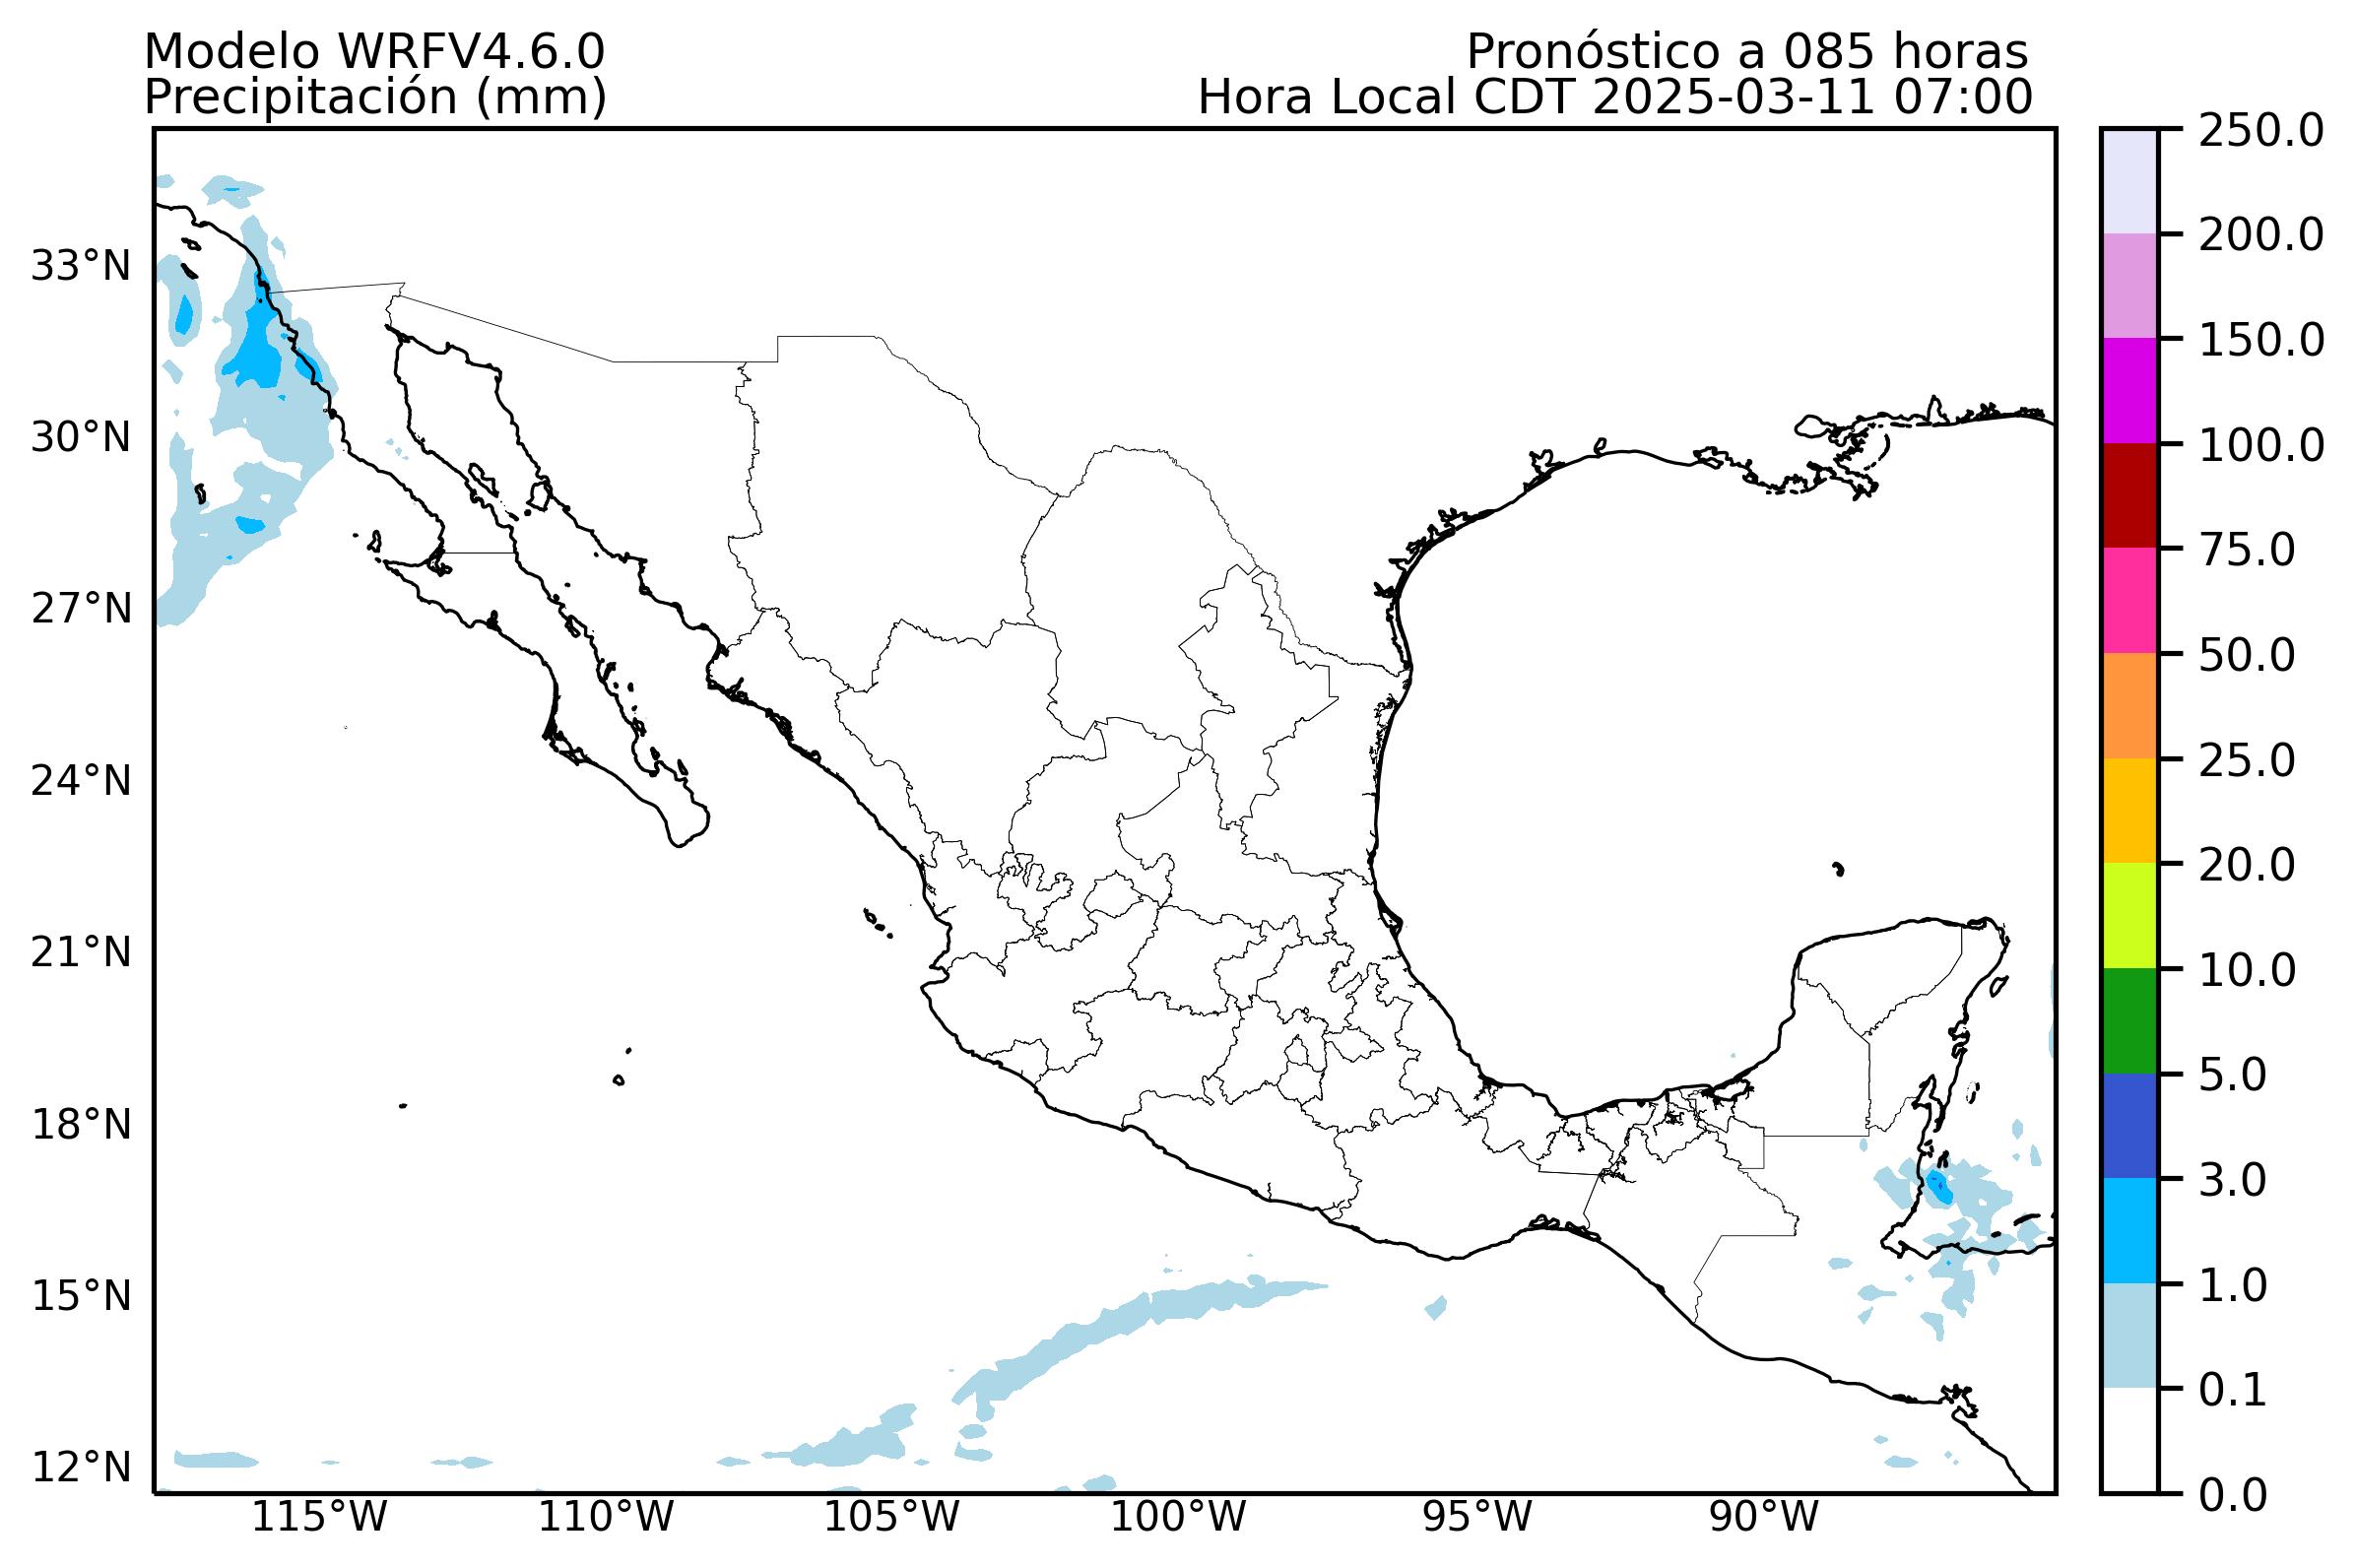 Modelo WRFV4.6.0
Pronóstico a 085 horas
Precipitación (mm)
Hora Local CDT 2025-03-11 07:00
250.0
200.0
150.0
100.0
75.0
50.0
25.0
20.0
10.0
5.0
3.0
1.0
0.1
0.0
33°N
30°N
27°N
24°N
21°N
18°N
15°N
12°N
115°W
110°W
105°W
100°W
95°W
90°W